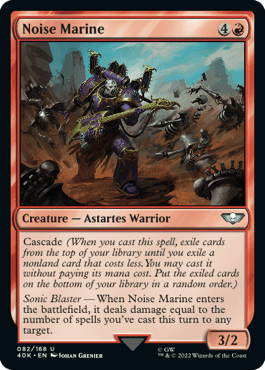 Noise Marine 4
Creature — Astartes Warrior
Cascade (When you cast this spell, exile cards
from the top of your library until you exile a
nonland card that costs less. You may cast it
without paying its mana cost. Put the exiled cards
on the bottom of your library in a random order.)
Sonic Blaster — When Noise Marine enters
the battlefield, it deals damage equal to the
number of spells you've cast this turn to any
target.
3/2
082/168 U
40K • EN Johan Grenier
© GW
™ & © 2022 Wizards of the Coast